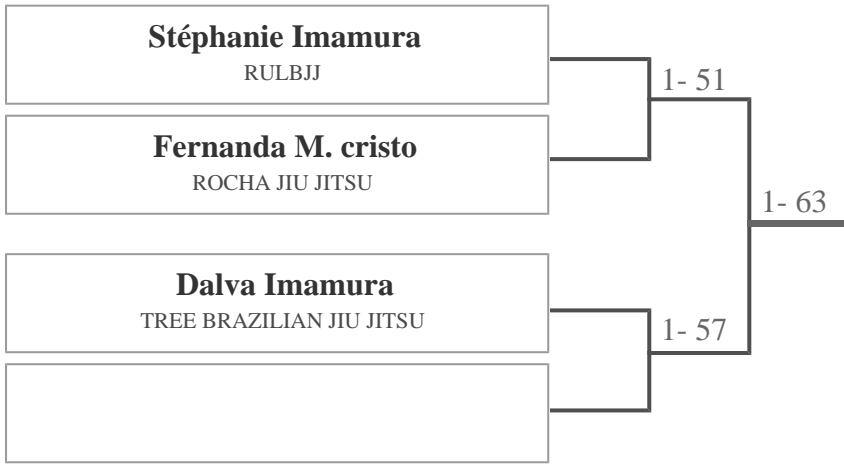 Stéphanie Imamura
RULBJJ
1- 51
Fernanda M. cristo
ROCHA JIU JITSU
1- 63
Dalva Imamura
TREE BRAZILIAN JIU JITSU
1- 57